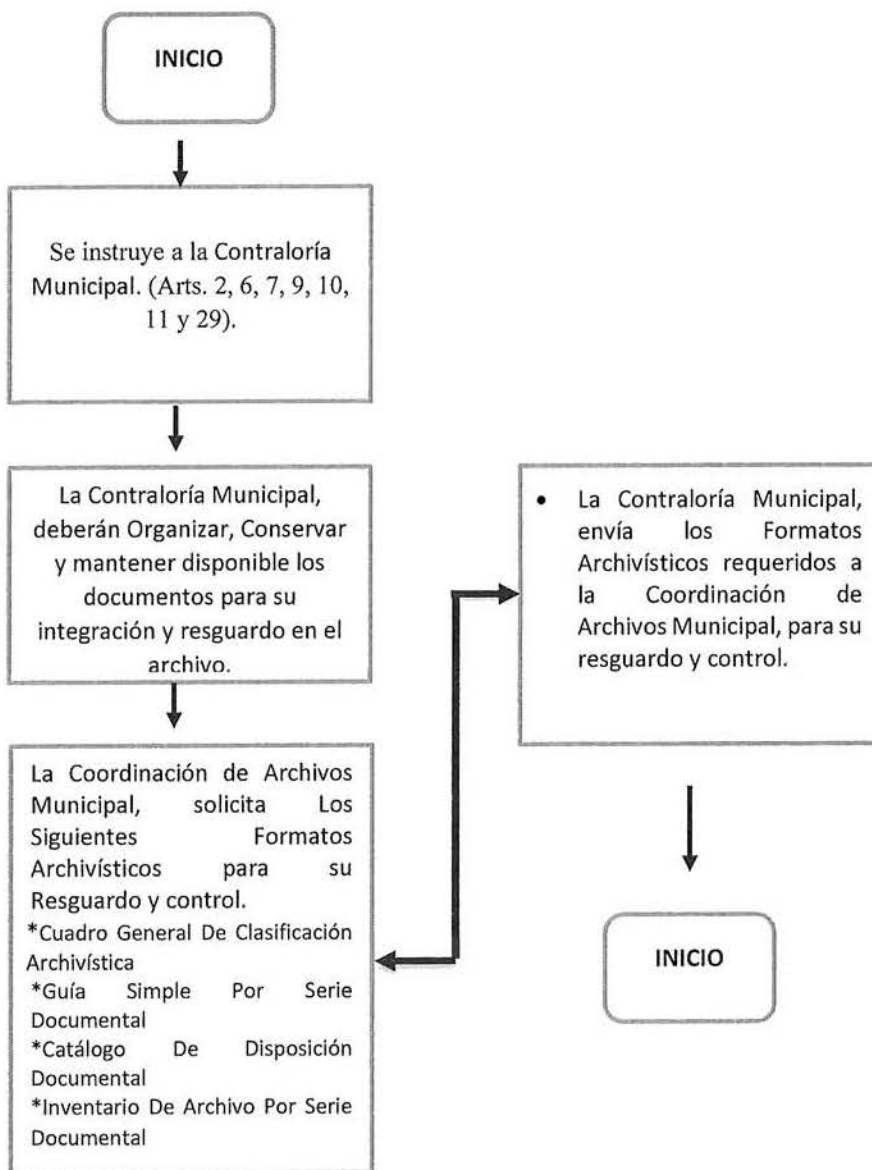 INICIO
Se instruye a la Contraloría
Municipal. (Arts. 2, 6, 7, 9, 10,
11 y 29).
La Contraloría Municipal,
deberán Organizar, Conservar
y mantener disponible los
documentos para su
integración y resguardo en el
archivo.
La Coordinación de Archivos
Municipal, solicita Los
Siguientes Formatos
Archivísticos para su
Resguardo y control.
*Cuadro General De Clasificación
Archivística
*Guía Simple Por Serie
Documental
*Catálogo De Disposición
Documental
*Inventario De Archivo Por Serie
Documental
• La Contraloría Municipal,
envía los Formatos
Archivísticos requeridos a
la Coordinación de
Archivos Municipal, para su
resguardo y control.
INICIO